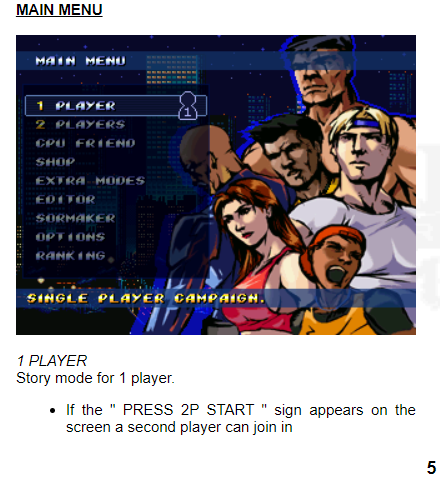 MAIN MENU
MAIN MENU
1 PLAYER
1
2 PLAYERS
CPU FRIEND
SHOP
EXTRA MODES
EDITOR
SORMAKER
OPTIONS
RANKING
SINGLE PLAYER CAMPAIGN.
1 PLAYER
Story mode for 1 player.
• If the " PRESS 2P START " sign appears on the
screen a second player can join in
5